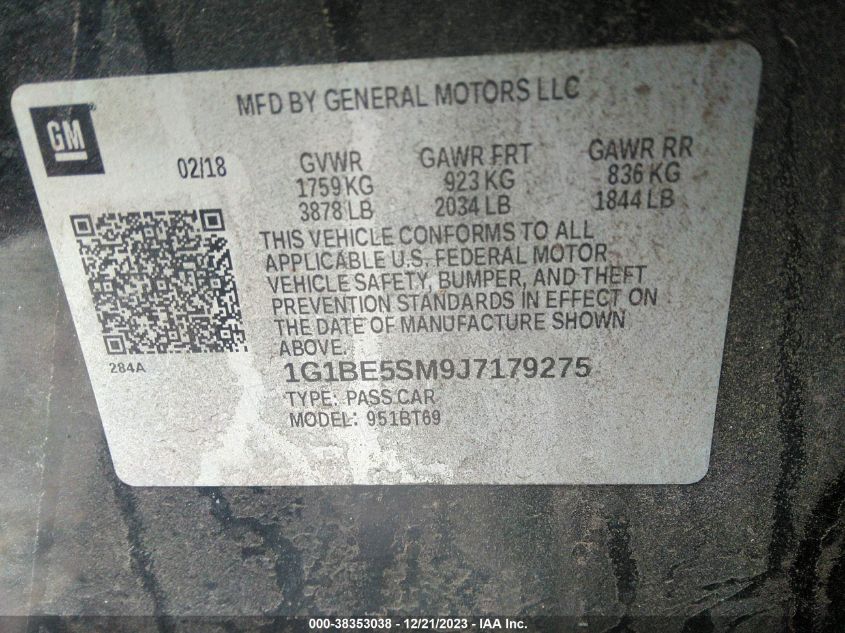 MFD BY GENERAL MOTORS LLC
GM
02/18
GVWR GAWR FRT GAWR RR
1759 KG 923 KG 836 KG
3878 LB 2034 LB 1844 LB
THIS VEHICLE CONFORMS TO ALL
APPLICABLE U.S. FEDERAL MOTOR
VEHICLE SAFETY, BUMPER, AND THEFT
PREVENTION STANDARDS IN EFFECT ON
THE DATE OF MANUFACTURE SHOWN
ABOVE.
284A
1G1BE5SM9J7179275
TYPE: PASS CAR
MODEL: 951BT69
000-38353038 - 12/21/2023 - IAA Inc.